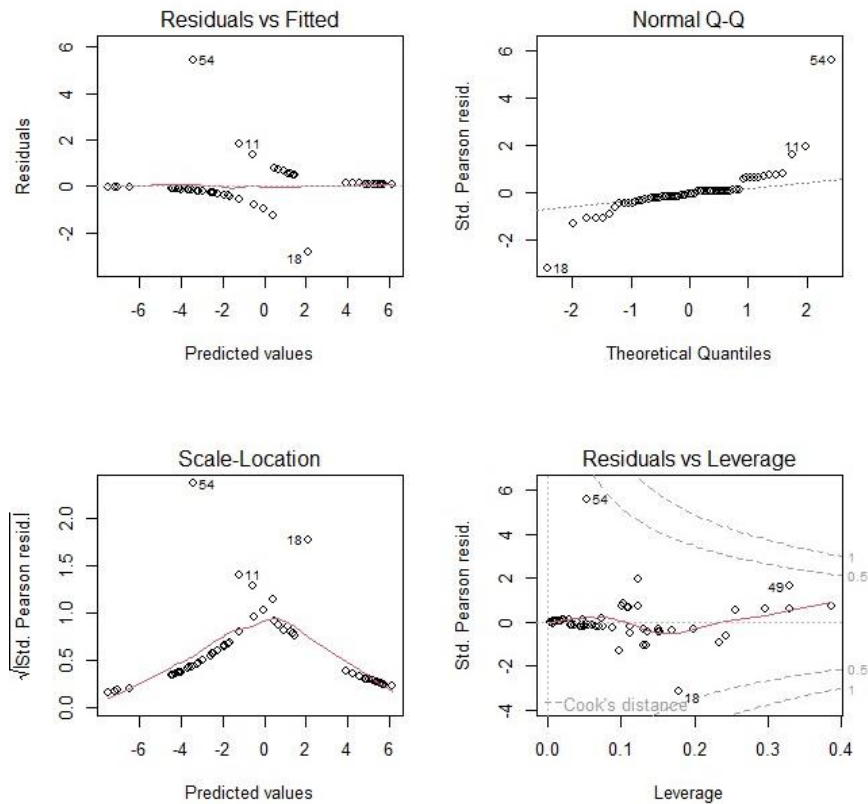 Residuals vs Fitted
Residuals
6
4
2
0
-2
54
11
18
-6 -4 -2 0 2 4 6
Predicted values
Normal Q-Q
Std. Pearson resid.
6
4
2
0
-2
54
11
18
-2 -1 0 1 2
Theoretical Quantiles
Scale-Location
√|Std. Pearson resid.|
2.0
1.5
1.0
0.5
0.0
54
18
11
-6 -4 -2 0 2 4 6
Predicted values
Residuals vs Leverage
Std. Pearson resid.
6
4
2
0
-2
-4
54
49
18
1
0.5
0.5
1
Cook's distance
0.0 0.1 0.2 0.3 0.4
Leverage